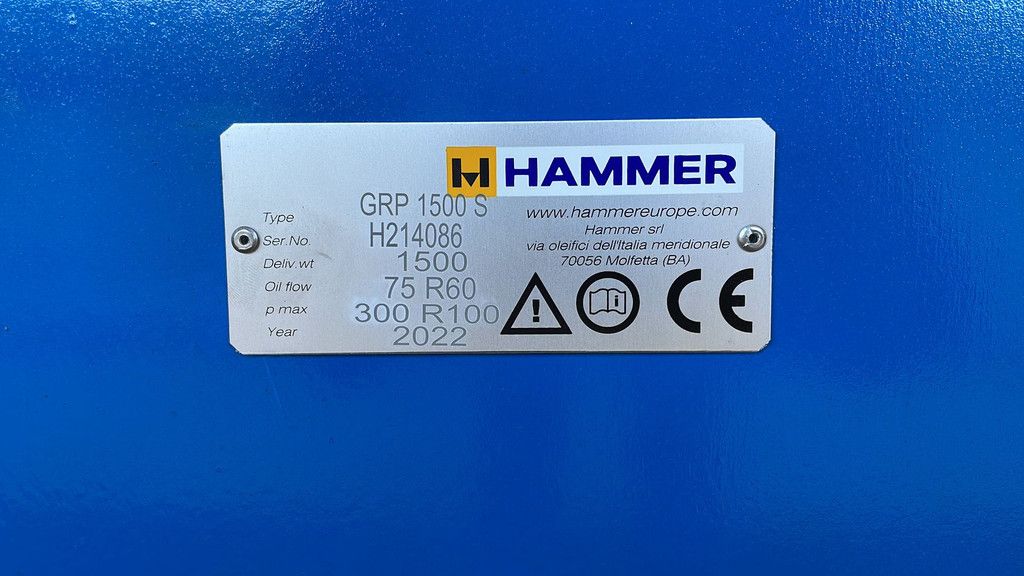 H HAMMER
Type GRP 1500 S
Ser.No. H214086
Deliv.wt 1500
Oil flow 75 R60
p max 300 R100
Year 2022
www.hammereurope.com
Hammer srl
via oleifici dell'Italia meridionale
70056 Molfetta (BA)
! i CE